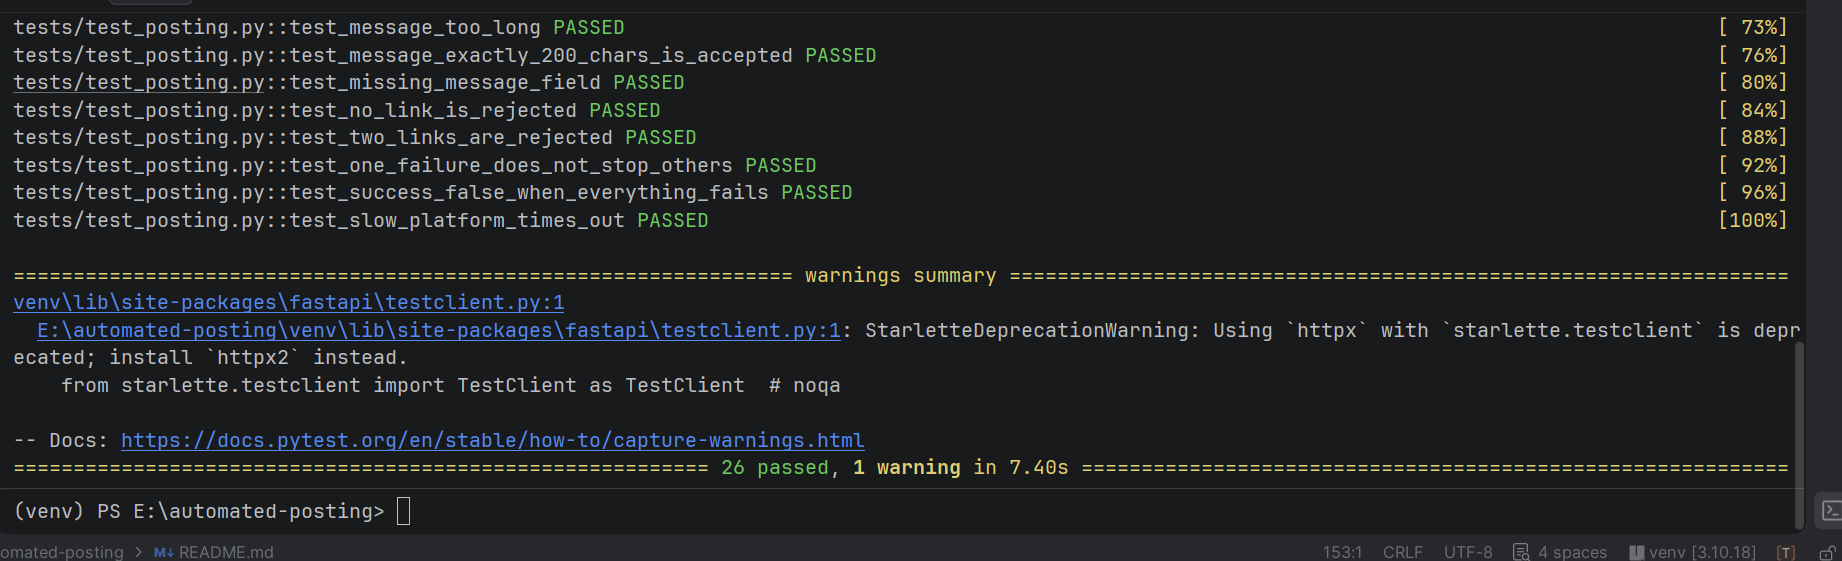 tests/test_posting.py::test_message_too_long PASSED [ 73%]
tests/test_posting.py::test_message_exactly_200_chars_is_accepted PASSED [ 76%]
tests/test_posting.py::test_missing_message_field PASSED [ 80%]
tests/test_posting.py::test_no_link_is_rejected PASSED [ 84%]
tests/test_posting.py::test_two_links_are_rejected PASSED [ 88%]
tests/test_posting.py::test_one_failure_does_not_stop_others PASSED [ 92%]
tests/test_posting.py::test_success_false_when_everything_fails PASSED [ 96%]
tests/test_posting.py::test_slow_platform_times_out PASSED [100%]
================================================================= warnings summary =================================================================
venv\lib\site-packages\fastapi\testclient.py:1
E:\automated-posting\venv\lib\site-packages\fastapi\testclient.py:1: StarletteDeprecationWarning: Using `httpx` with `starlette.testclient` is depr
ecated; install `httpx2` instead.
from starlette.testclient import TestClient as TestClient  # noqa
-- Docs: https://docs.pytest.org/en/stable/how-to/capture-warnings.html
========================================================== 26 passed, 1 warning in 7.40s ===========================================================
(venv) PS E:\automated-posting>
omated-posting > M↓ README.md 153:1 CRLF UTF-8 4 spaces venv [3.10.18] [T]